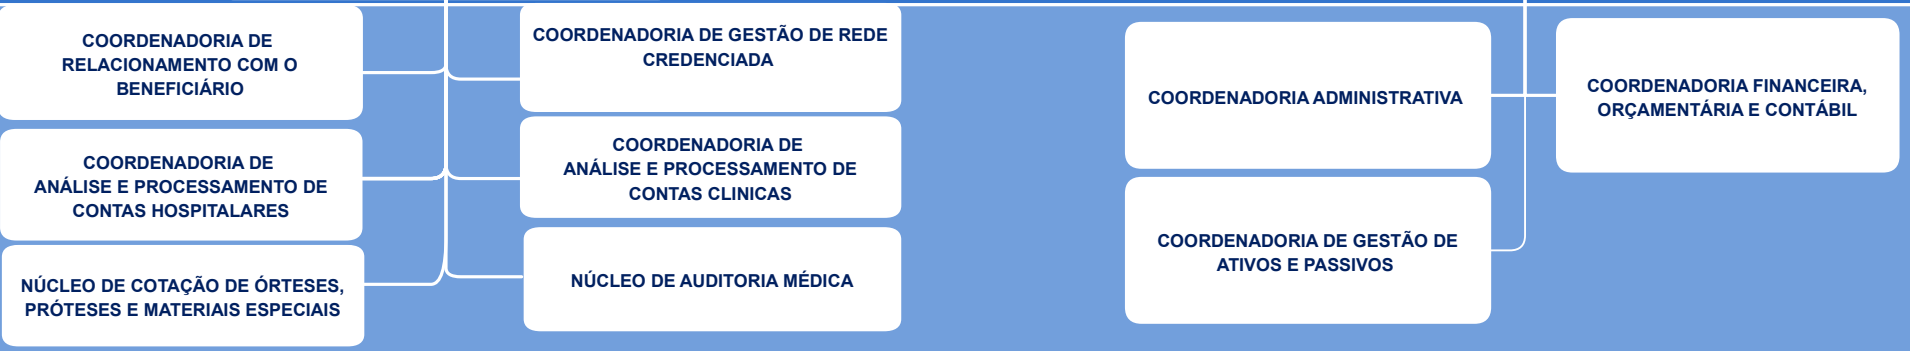 COORDENADORIA DE
RELACIONAMENTO COM O
BENEFICIÁRIO
COORDENADORIA DE GESTÃO DE REDE
CREDENCIADA
COORDENADORIA ADMINISTRATIVA
COORDENADORIA FINANCEIRA,
ORÇAMENTÁRIA E CONTÁBIL
COORDENADORIA DE
ANÁLISE E PROCESSAMENTO DE
CONTAS HOSPITALARES
COORDENADORIA DE
ANÁLISE E PROCESSAMENTO DE
CONTAS CLINICAS
COORDENADORIA DE GESTÃO DE
ATIVOS E PASSIVOS
NÚCLEO DE COTAÇÃO DE ÓRTESES,
PRÓTESES E MATERIAIS ESPECIAIS
NÚCLEO DE AUDITORIA MÉDICA